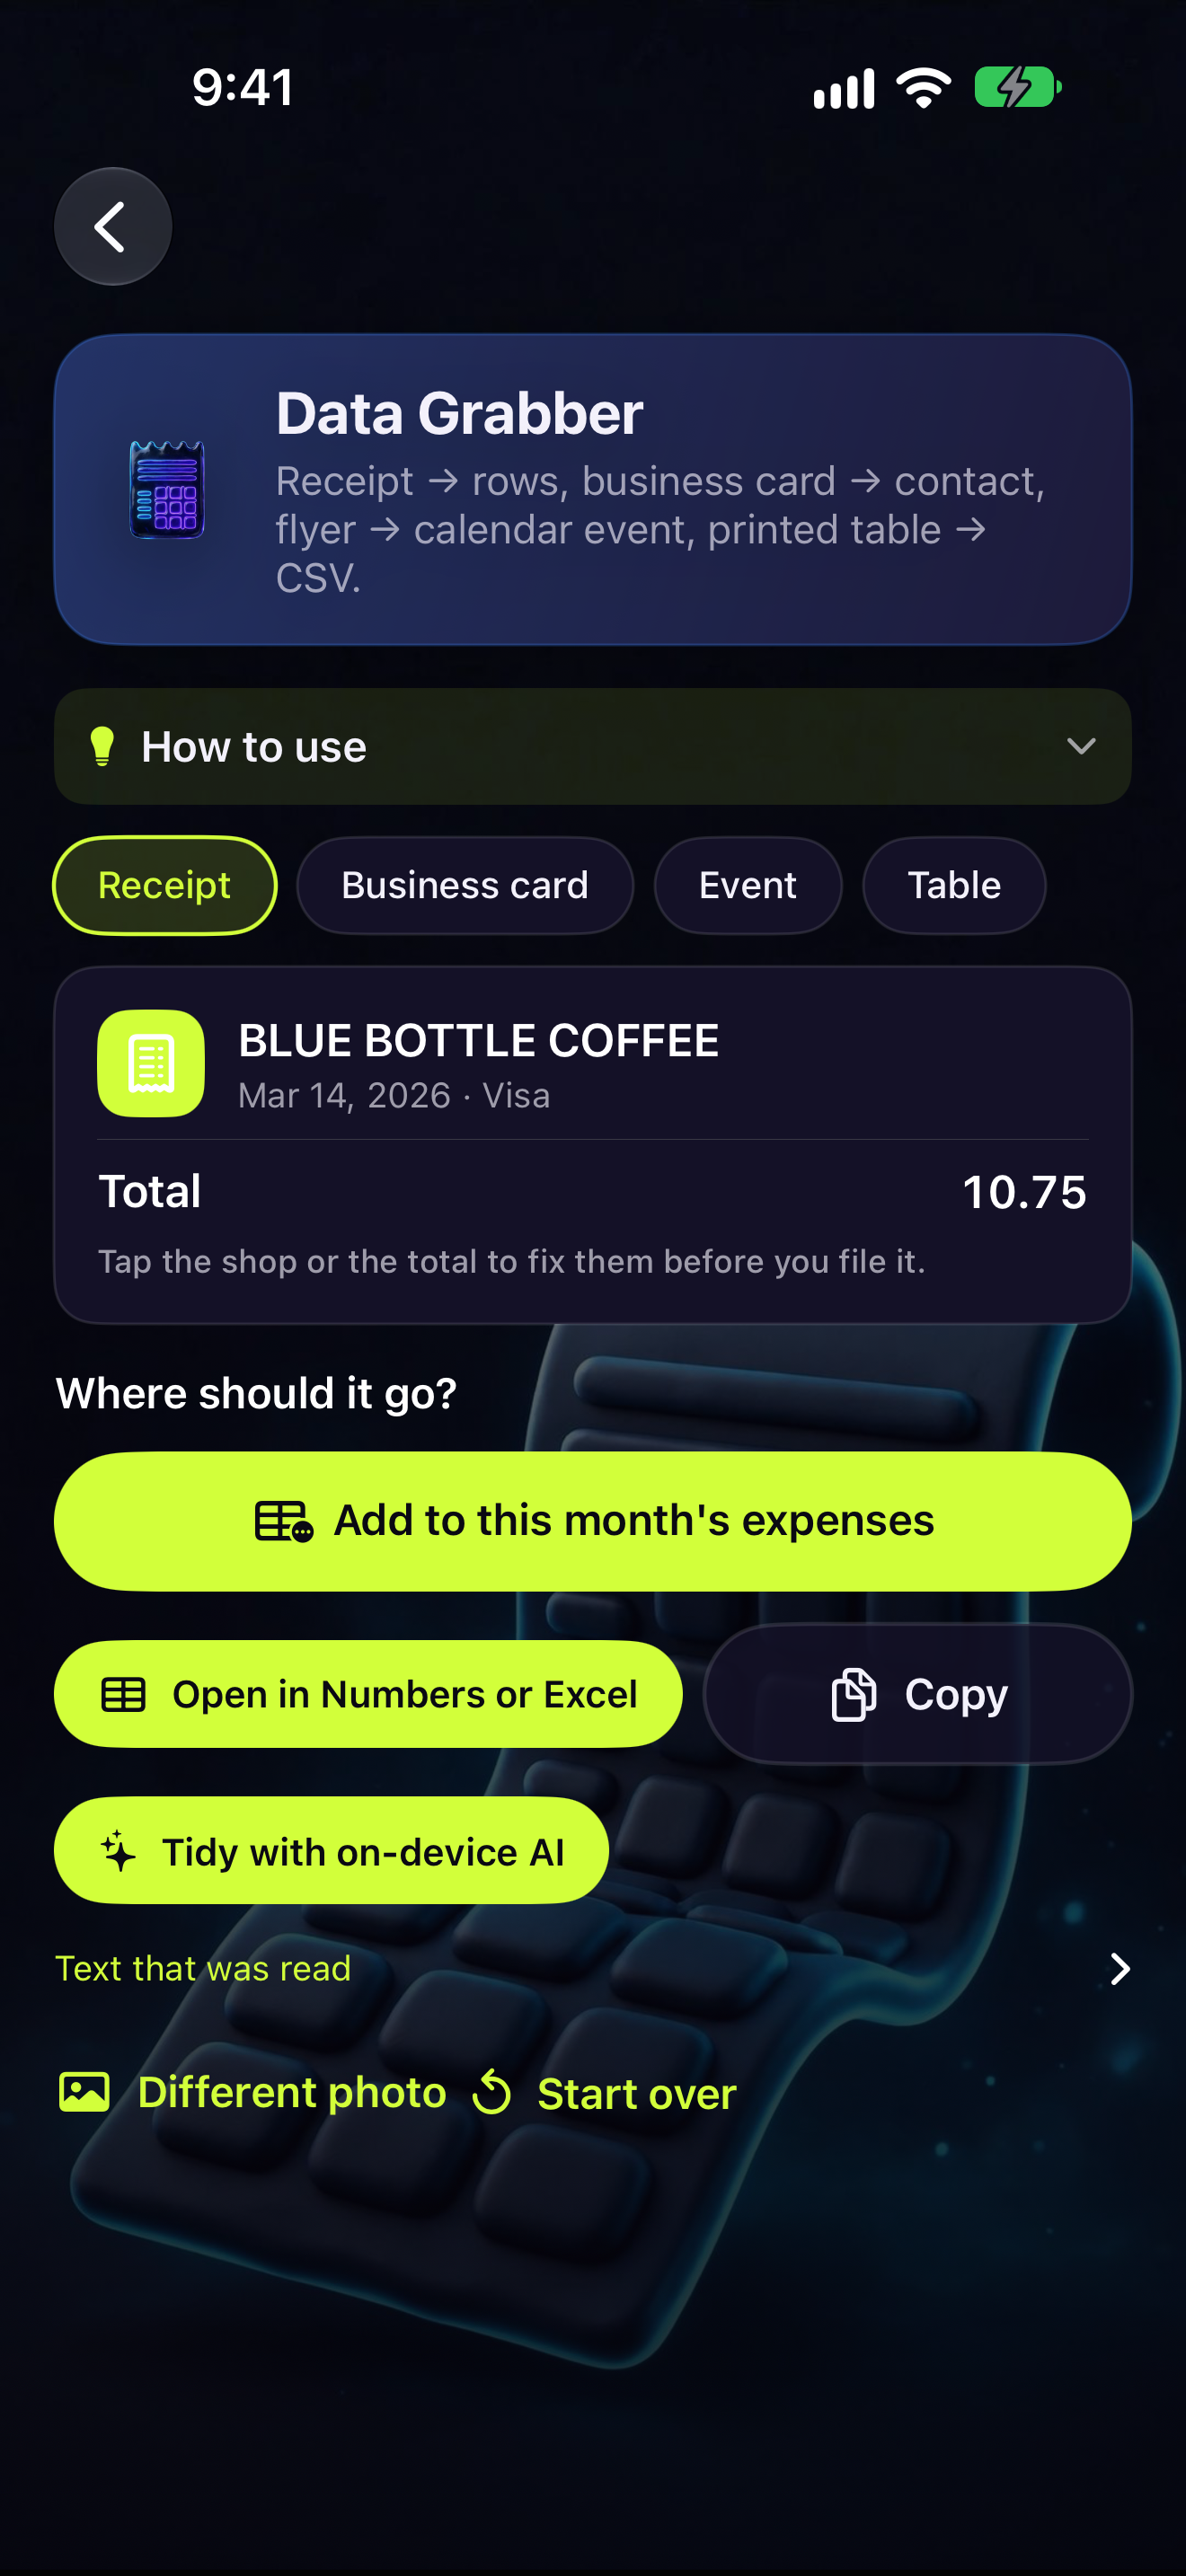 9:41
Data Grabber
Receipt → rows, business card → contact,
flyer → calendar event, printed table →
CSV.
How to use
Receipt
Business card
Event
Table
BLUE BOTTLE COFFEE
Mar 14, 2026 · Visa
Total
10.75
Tap the shop or the total to fix them before you file it.
Where should it go?
Add to this month's expenses
Open in Numbers or Excel
Copy
Tidy with on-device AI
Text that was read
Different photo
Start over